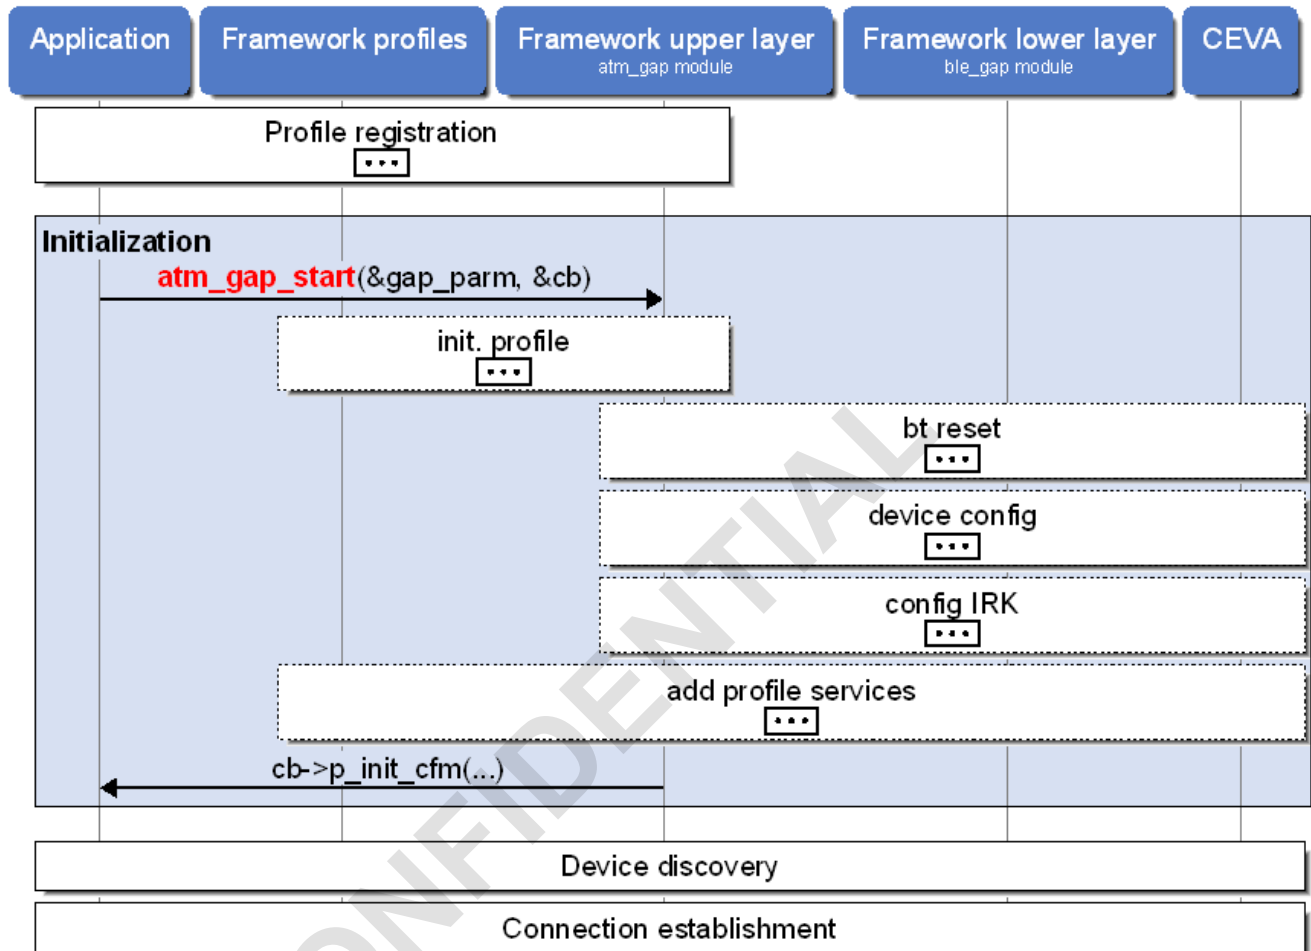 Application
Framework profiles
Framework upper layer
atm_gap module
Framework lower layer
ble_gap module
CEVA
Profile registration
Initialization
atm_gap_start(&gap_parm, &cb)
init. profile
bt reset
device config
config IRK
add profile services
cb->p_init_cfm(...)
Device discovery
Connection establishment
CONFIDENTIAL